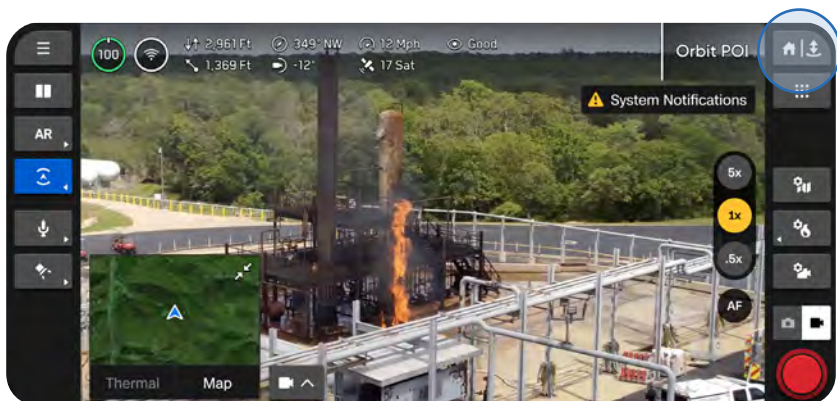 100
2,961 Ft 349° NW 12 Mph Good
1,369 Ft -12° 17 Sat
Orbit POI
System Notifications
AR
5x
1x
.5x
AF
Thermal Map